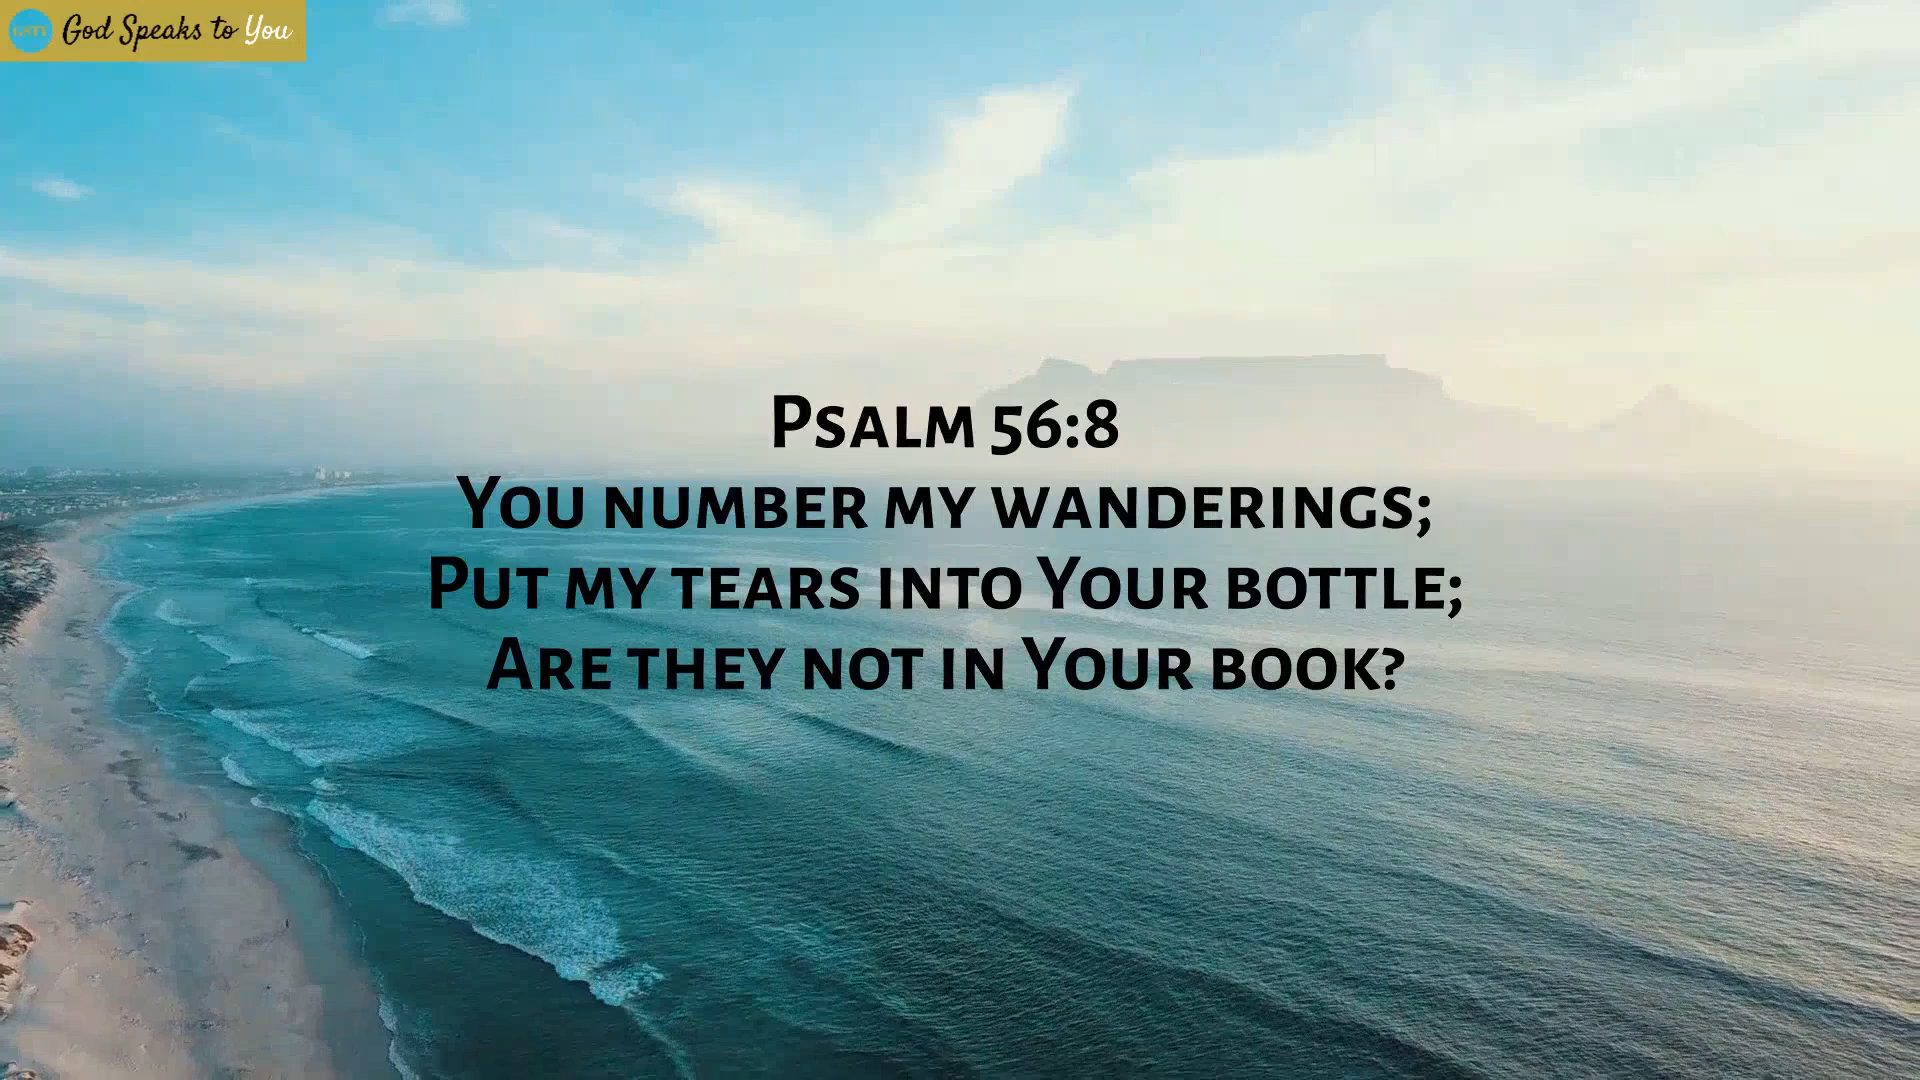 God Speaks to You
Psalm 56:8
You number my wanderings;
Put my tears into Your bottle;
Are they not in Your book?